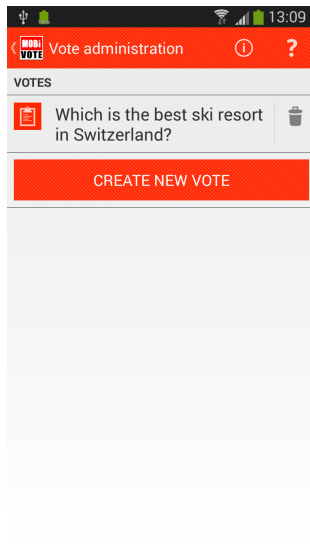 13:09
MOBi
VOTE
Vote administration
?
VOTES
Which is the best ski resort
in Switzerland?
CREATE NEW VOTE